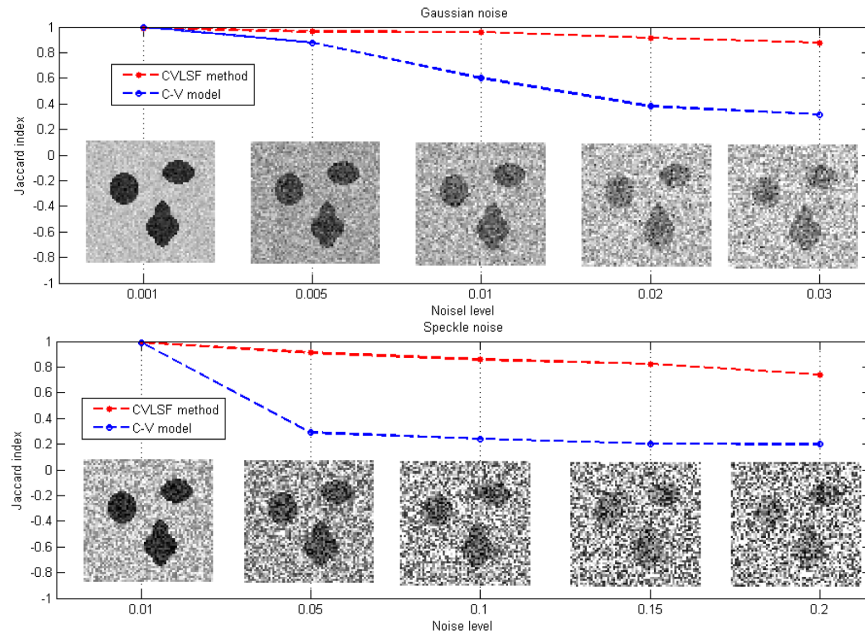 Gaussian noise
1
0.8
0.6
0.4
0.2
0
-0.2
-0.4
-0.6
-0.8
-1
Jaccard index
CVLSF method
C-V model
0.001 0.005 0.01 0.02 0.03
Noisel level
Speckle noise
1
0.8
0.6
0.4
0.2
0
-0.2
-0.4
-0.6
-0.8
-1
Jaccard index
CVLSF method
C-V model
0.01 0.05 0.1 0.15 0.2
Noise level